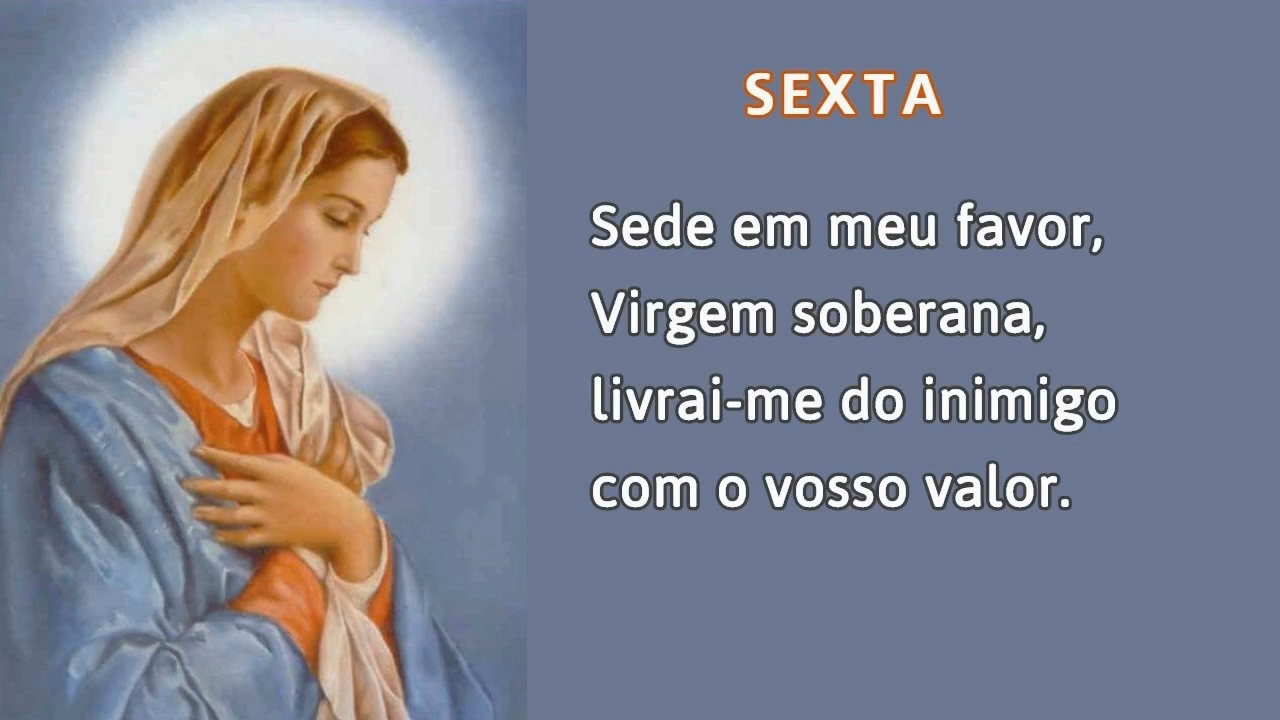 SEXTA
Sede em meu favor,
Virgem soberana,
livrai-me do inimigo
com o vosso valor.